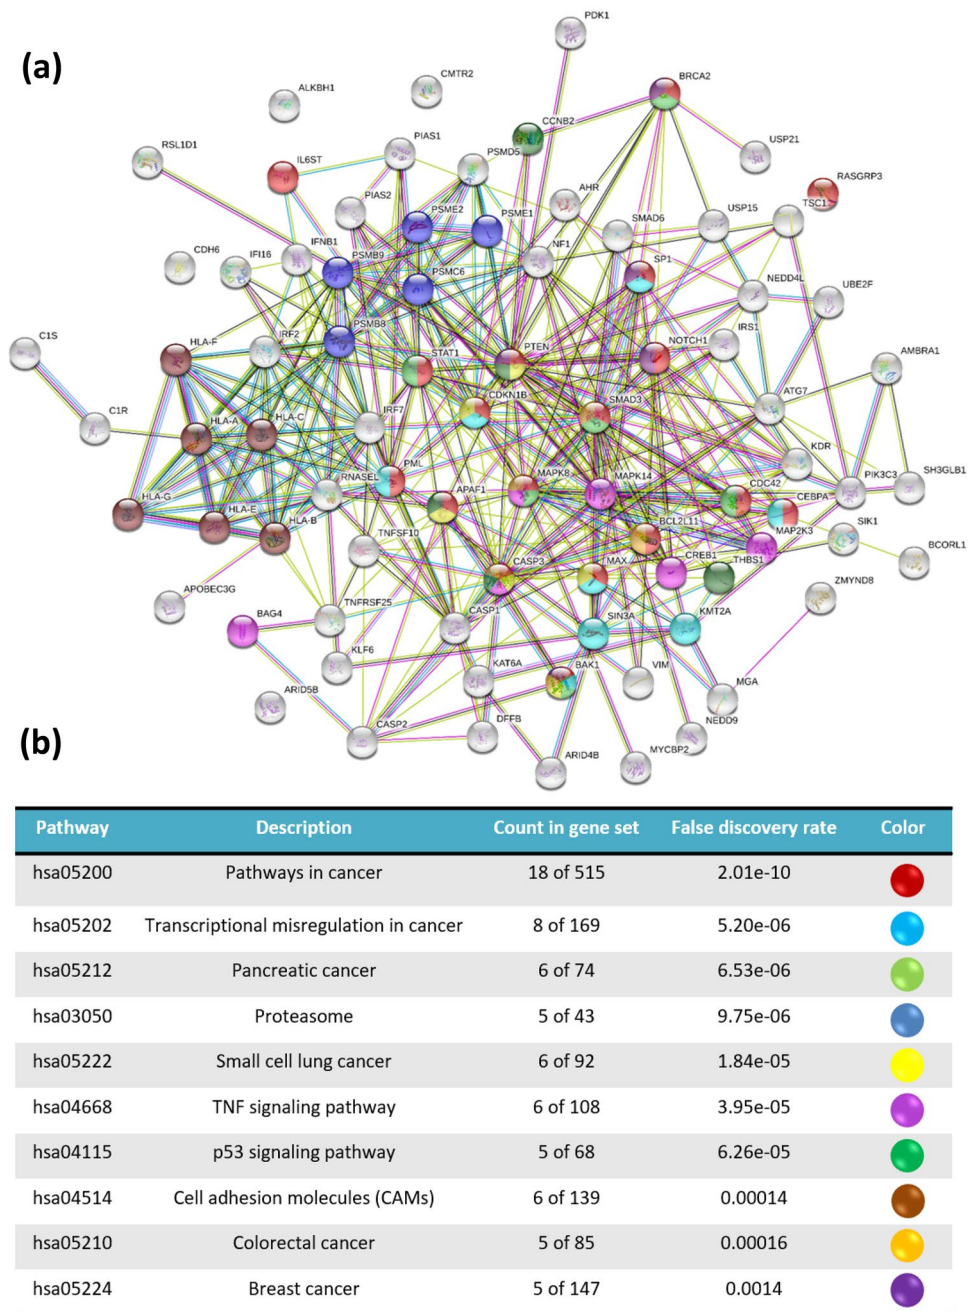 (a)
PDK1
CMTR2
ALKBH1
BRCA2
CCNB2
PIAS1
USP21
RSL1D1
IL6ST
PSMD5
RASGRP3
AHR
PIAS2
TSC1
PSME2
PSME1
USP15
SMAD6
IFNB1
NF1
CDH6
IFI16
PSMB9
PSMC6
SP1
NEDD4L
UBE2F
PSMB8
IRS1
C1S
HLA-F
IRF2
STAT1
PTEN
NOTCH1
AMBRA1
CDKN1B
SMAD3
ATG7
C1R
HLA-A
HLA-C
IRF7
KDR
RNASEL
PML
MAPK8
MAPK14
PIK3C3
SH3GLB1
CDC42
CEBPA
HLA-G
HLA-E
HLA-B
APAF1
BCL2L11
MAP2K3
SIK1
TNFSF10
BCORL1
CASP3
MAX
CREB1
THBS1
APOBEC3G
TNFRSF25
CASP1
ZMYND8
BAG4
SIN3A
KMT2A
KLF6
KAT6A
BAK1
VIM
MGA
ARID5B
CASP2
DFFB
NEDD9
ARID4B
MYCBP2
(b)
Pathway Description Count in gene set False discovery rate Color
hsa05200 Pathways in cancer 18 of 515 2.01e-10
hsa05202 Transcriptional misregulation in cancer 8 of 169 5.20e-06
hsa05212 Pancreatic cancer 6 of 74 6.53e-06
hsa03050 Proteasome 5 of 43 9.75e-06
hsa05222 Small cell lung cancer 6 of 92 1.84e-05
hsa04668 TNF signaling pathway 6 of 108 3.95e-05
hsa04115 p53 signaling pathway 5 of 68 6.26e-05
hsa04514 Cell adhesion molecules (CAMs) 6 of 139 0.00014
hsa05210 Colorectal cancer 5 of 85 0.00016
hsa05224 Breast cancer 5 of 147 0.0014